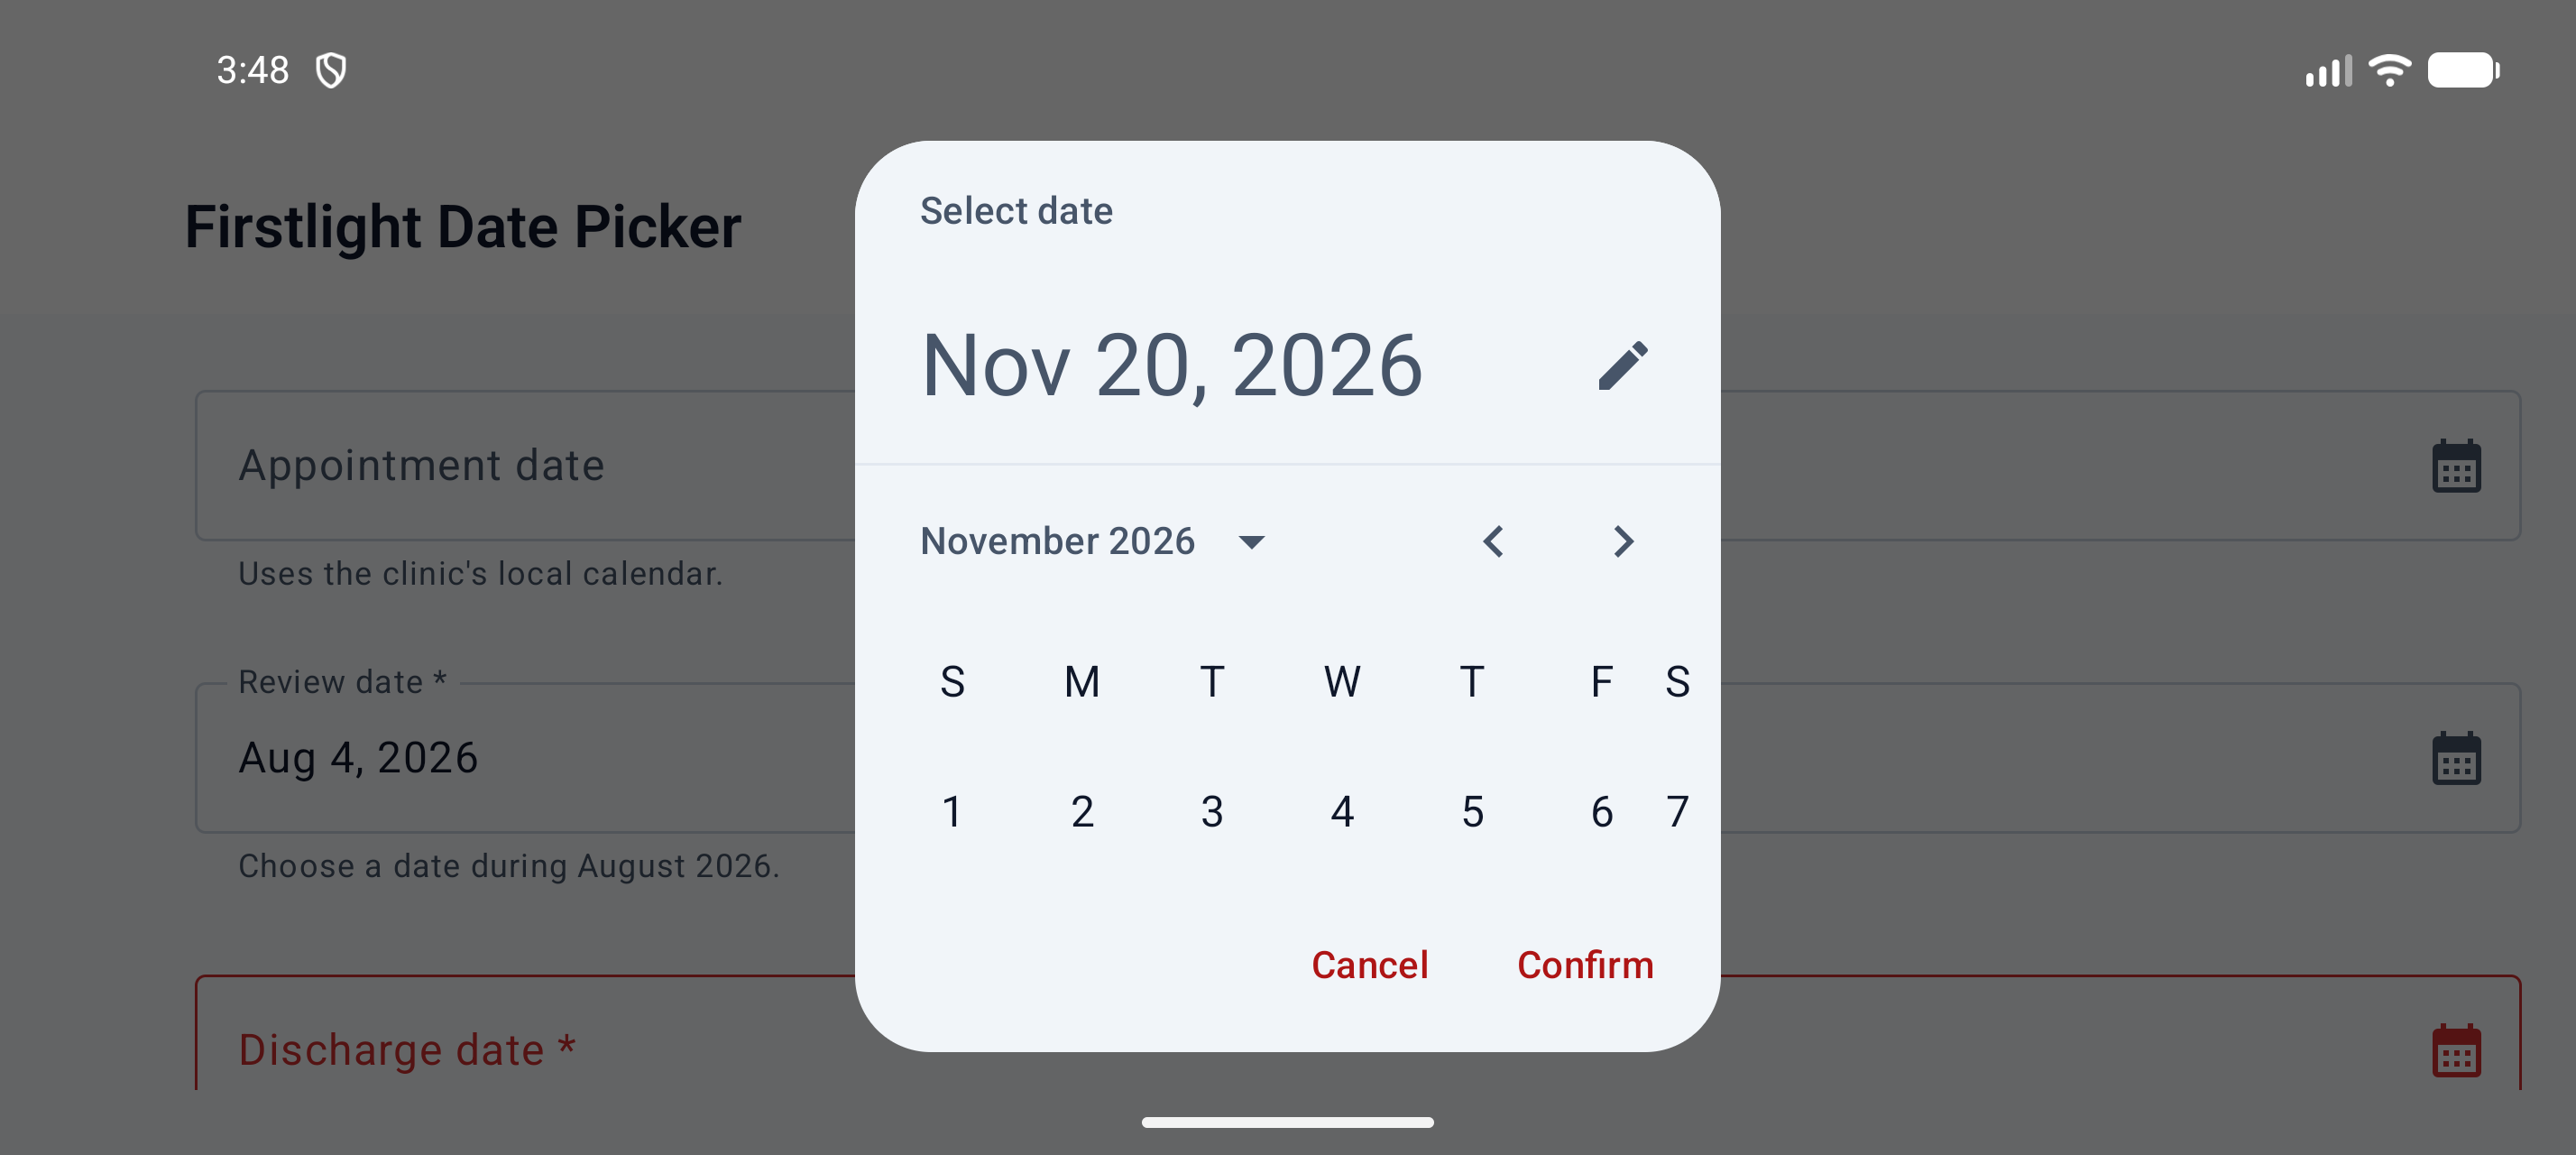 3:48
Firstlight Date Picker
Appointment date
Uses the clinic's local calendar.
Review date *
Aug 4, 2026
Choose a date during August 2026.
Discharge date *
Select date
Nov 20, 2026
November 2026
S M T W T F S
1 2 3 4 5 6 7
Cancel Confirm